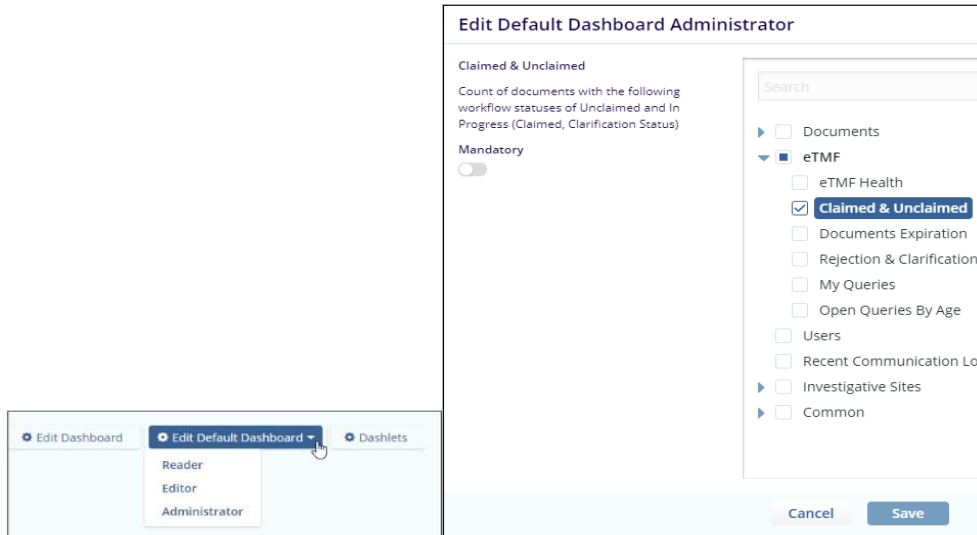 Edit Default Dashboard Administrator
Claimed & Unclaimed
Count of documents with the following
workflow statuses of Unclaimed and In
Progress (Claimed, Clarification Status)
Mandatory
Search
Documents
eTMF
eTMF Health
Claimed & Unclaimed
Documents Expiration
Rejection & Clarification
My Queries
Open Queries By Age
Users
Recent Communication Lo
Investigative Sites
Common
Cancel Save
Edit Dashboard Edit Default Dashboard Dashlets
Reader
Editor
Administrator